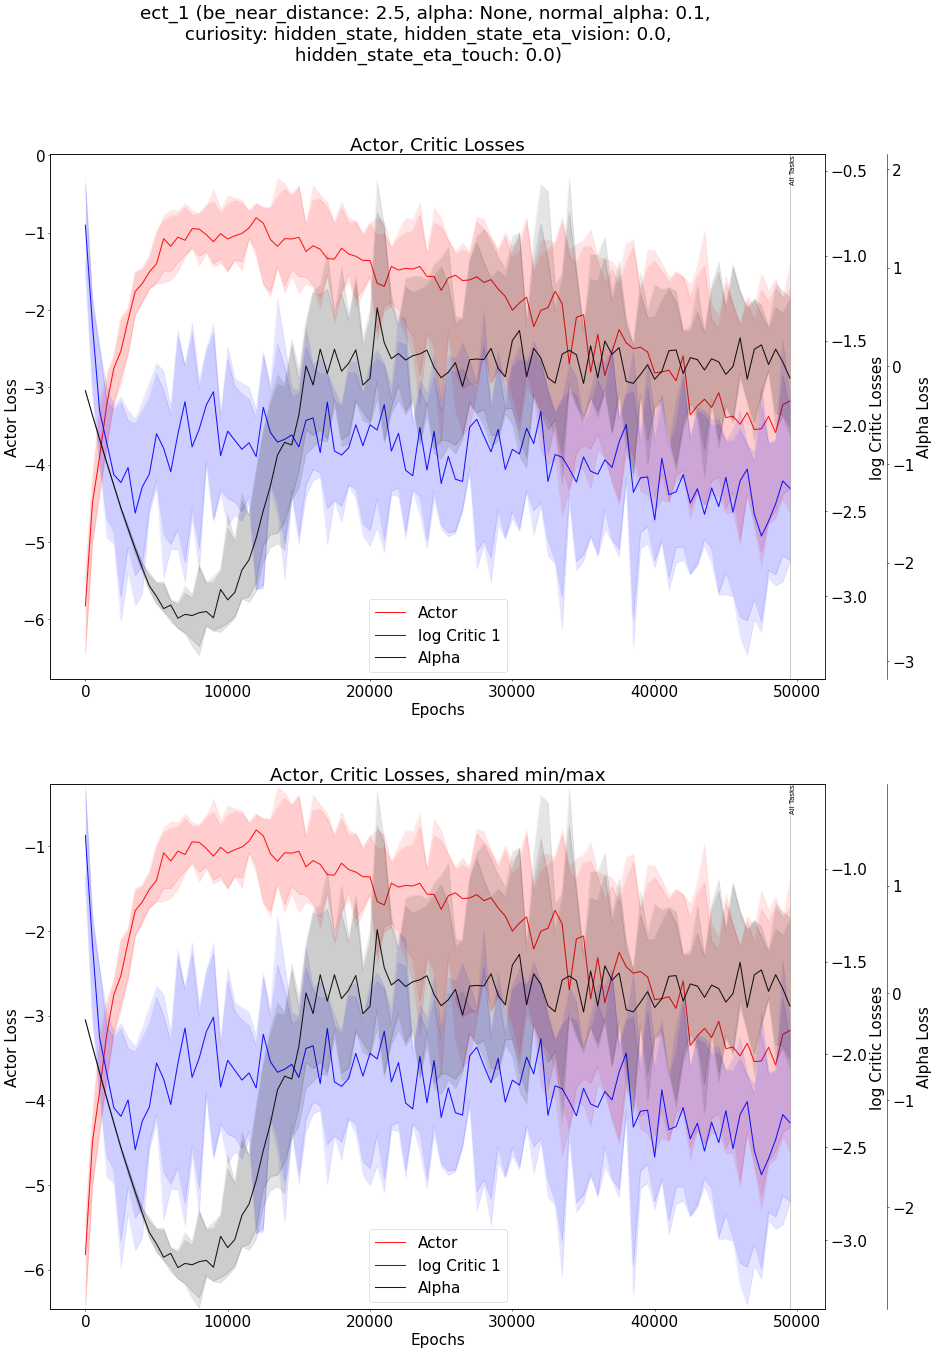 ect_1 (be_near_distance: 2.5, alpha: None, normal_alpha: 0.1,
curiosity: hidden_state, hidden_state_eta_vision: 0.0,
hidden_state_eta_touch: 0.0)
Actor, Critic Losses
0
−1
−2
−3
−4
−5
−6
Actor Loss
0
10000
20000
30000
40000
50000
Epochs
−0.5
−1.0
−1.5
−2.0
−2.5
−3.0
log Critic Losses
2
1
0
−1
−2
−3
Alpha Loss
All Tasks
Actor
log Critic 1
Alpha
Actor, Critic Losses, shared min/max
−1
−2
−3
−4
−5
−6
Actor Loss
0
10000
20000
30000
40000
50000
Epochs
−1.0
−1.5
−2.0
−2.5
−3.0
log Critic Losses
1
0
−1
−2
Alpha Loss
All Tasks
Actor
log Critic 1
Alpha